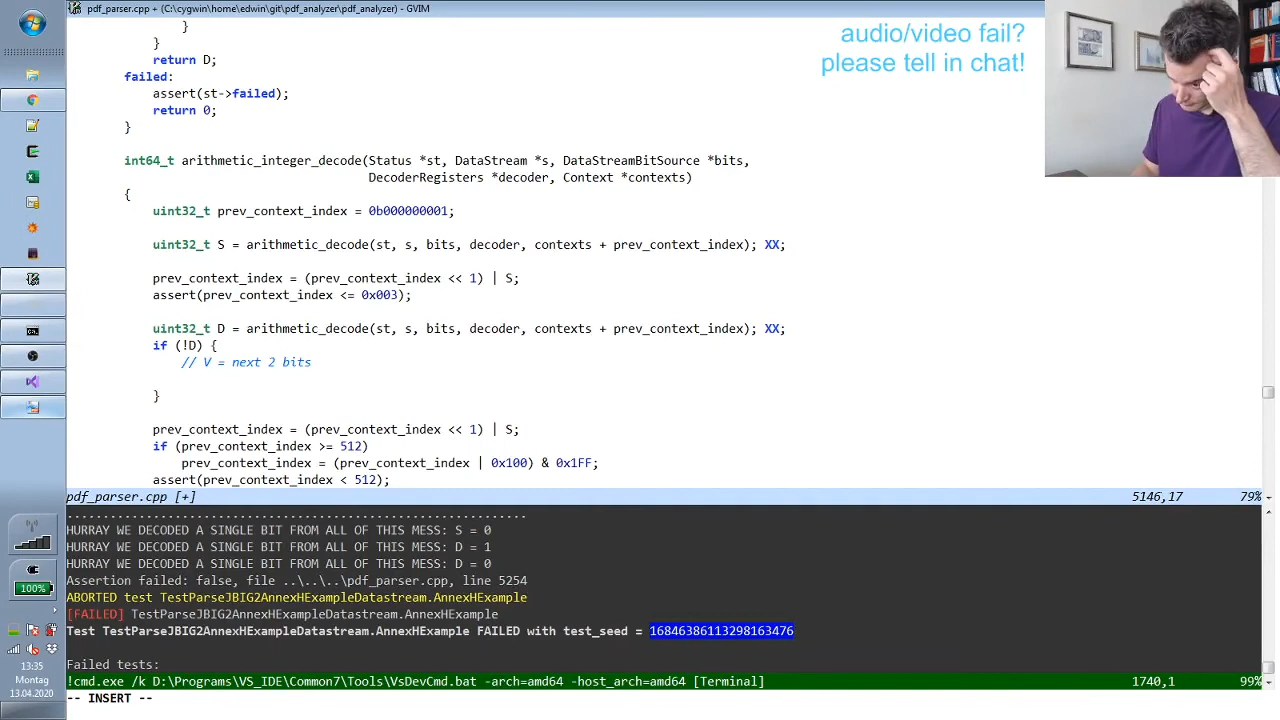 pdf_parser.cpp + (C:\cygwin\home\edwin\git\pdf_analyzer\pdf_analyzer) - GVIM
audio/video fail?
please tell in chat!
}
}
return D;
failed:
assert(st->failed);
return 0;
}
int64_t arithmetic_integer_decode(Status *st, DataStream *s, DataStreamBitSource *bits,
DecoderRegisters *decoder, Context *contexts)
{
uint32_t prev_context_index = 0b000000001;
uint32_t S = arithmetic_decode(st, s, bits, decoder, contexts + prev_context_index); XX;
prev_context_index = (prev_context_index << 1) | S;
assert(prev_context_index <= 0x003);
uint32_t D = arithmetic_decode(st, s, bits, decoder, contexts + prev_context_index); XX;
if (!D) {
// V = next 2 bits
}
prev_context_index = (prev_context_index << 1) | S;
if (prev_context_index >= 512)
prev_context_index = (prev_context_index | 0x100) & 0x1FF;
assert(prev_context_index < 512);
pdf_parser.cpp [+] 5146,17 79%
HURRAY WE DECODED A SINGLE BIT FROM ALL OF THIS MESS: S = 0
HURRAY WE DECODED A SINGLE BIT FROM ALL OF THIS MESS: D = 1
HURRAY WE DECODED A SINGLE BIT FROM ALL OF THIS MESS: D = 0
Assertion failed: false, file ..\..\..\pdf_parser.cpp, line 5254
ABORTED test TestParseJBIG2AnnexHExampleDatastream.AnnexHExample
[FAILED] TestParseJBIG2AnnexHExampleDatastream.AnnexHExample
Test TestParseJBIG2AnnexHExampleDatastream.AnnexHExample FAILED with test_seed = 16846386113298163476
Failed tests:
!cmd.exe /k D:\Programs\VS_IDE\Common7\Tools\VsDevCmd.bat -arch=amd64 -host_arch=amd64 [Terminal] 1740,1 99%
-- INSERT --
100%
13:35
Montag
13.04.2020